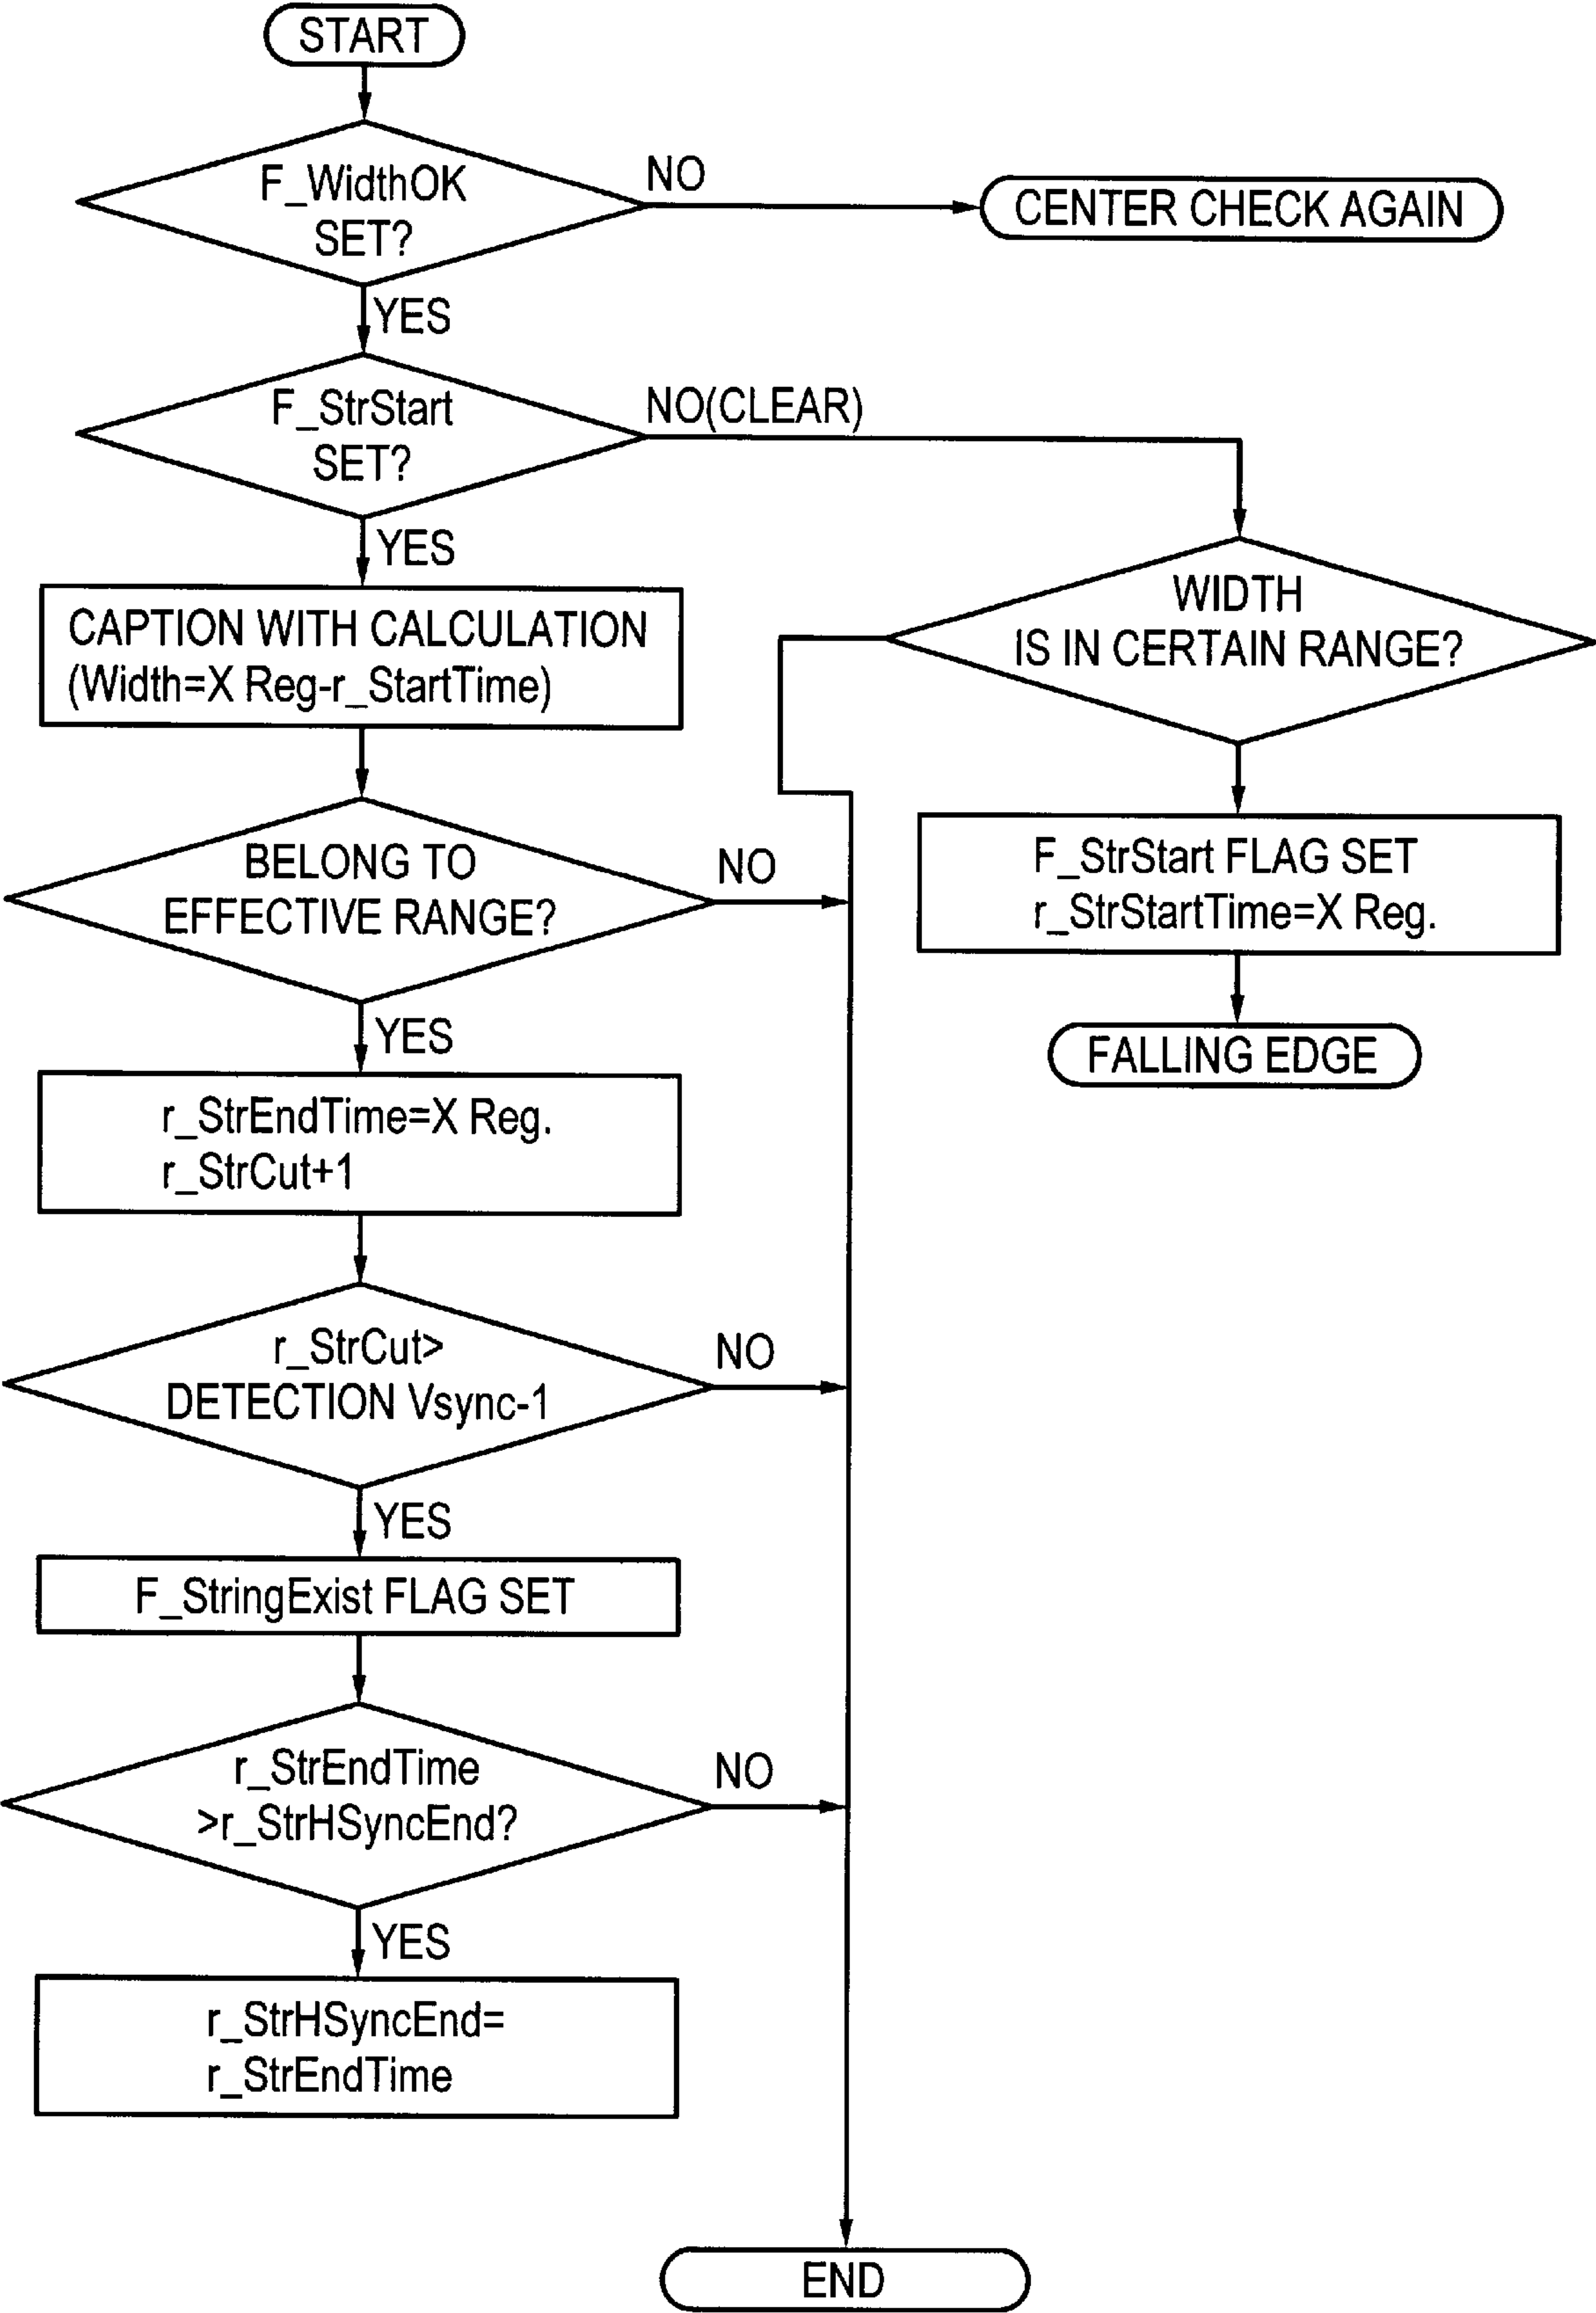 START
F_WidthOK
SET?
NO
CENTER CHECK AGAIN
YES
F_StrStart
SET?
NO(CLEAR)
YES
CAPTION WITH CALCULATION
(Width=X Reg-r_StartTime)
WIDTH
IS IN CERTAIN RANGE?
BELONG TO
EFFECTIVE RANGE?
NO
F_StrStart FLAG SET
r_StrStartTime=X Reg.
FALLING EDGE
YES
r_StrEndTime=X Reg.
r_StrCut+1
r_StrCut>
DETECTION Vsync-1
NO
YES
F_StringExist FLAG SET
r_StrEndTime
>r_StrHSyncEnd?
NO
YES
r_StrHSyncEnd=
r_StrEndTime
END